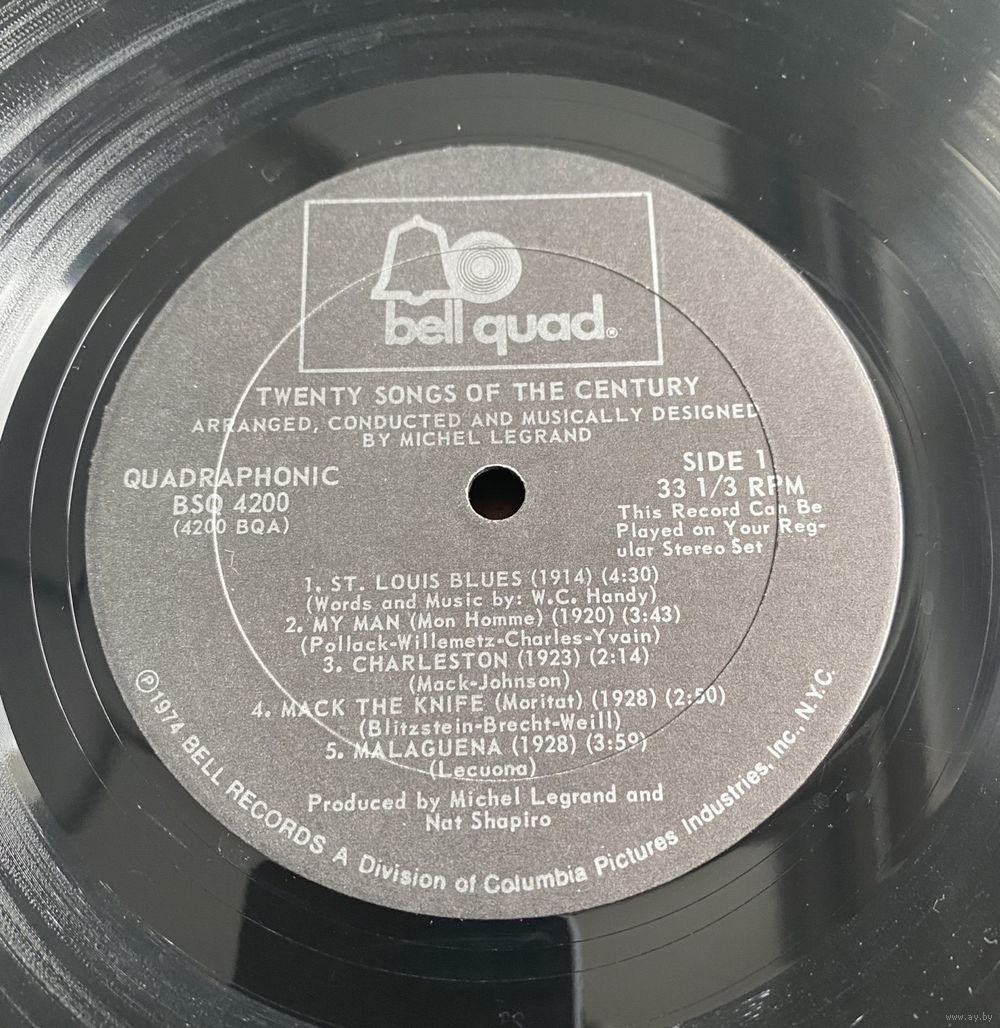 bell quad®
TWENTY SONGS OF THE CENTURY
ARRANGED, CONDUCTED AND MUSICALLY DESIGNED
BY MICHEL LEGRAND
QUADRAPHONIC
BSQ 4200
(4200 BQA)
SIDE 1
33 1/3 RPM
This Record Can Be
Played on Your Reg-
ular Stereo Set
1. ST. LOUIS BLUES (1914) (4:30)
(Words and Music by: W.C. Handy)
2. MY MAN (Mon Homme) (1920) (3:43)
(Pollack-Willemetz-Charles-Yvain)
3. CHARLESTON (1923) (2:14)
(Mack-Johnson)
4. MACK THE KNIFE (Moritat) (1928) (2:50)
(Blitzstein-Brecht-Weill)
5. MALAGUENA (1928) (3:59)
(Lecuona)
Produced by Michel Legrand and
Nat Shapiro
℗1974 BELL RECORDS A Division of Columbia Pictures Industries, Inc., N.Y.C.
www.ay.by